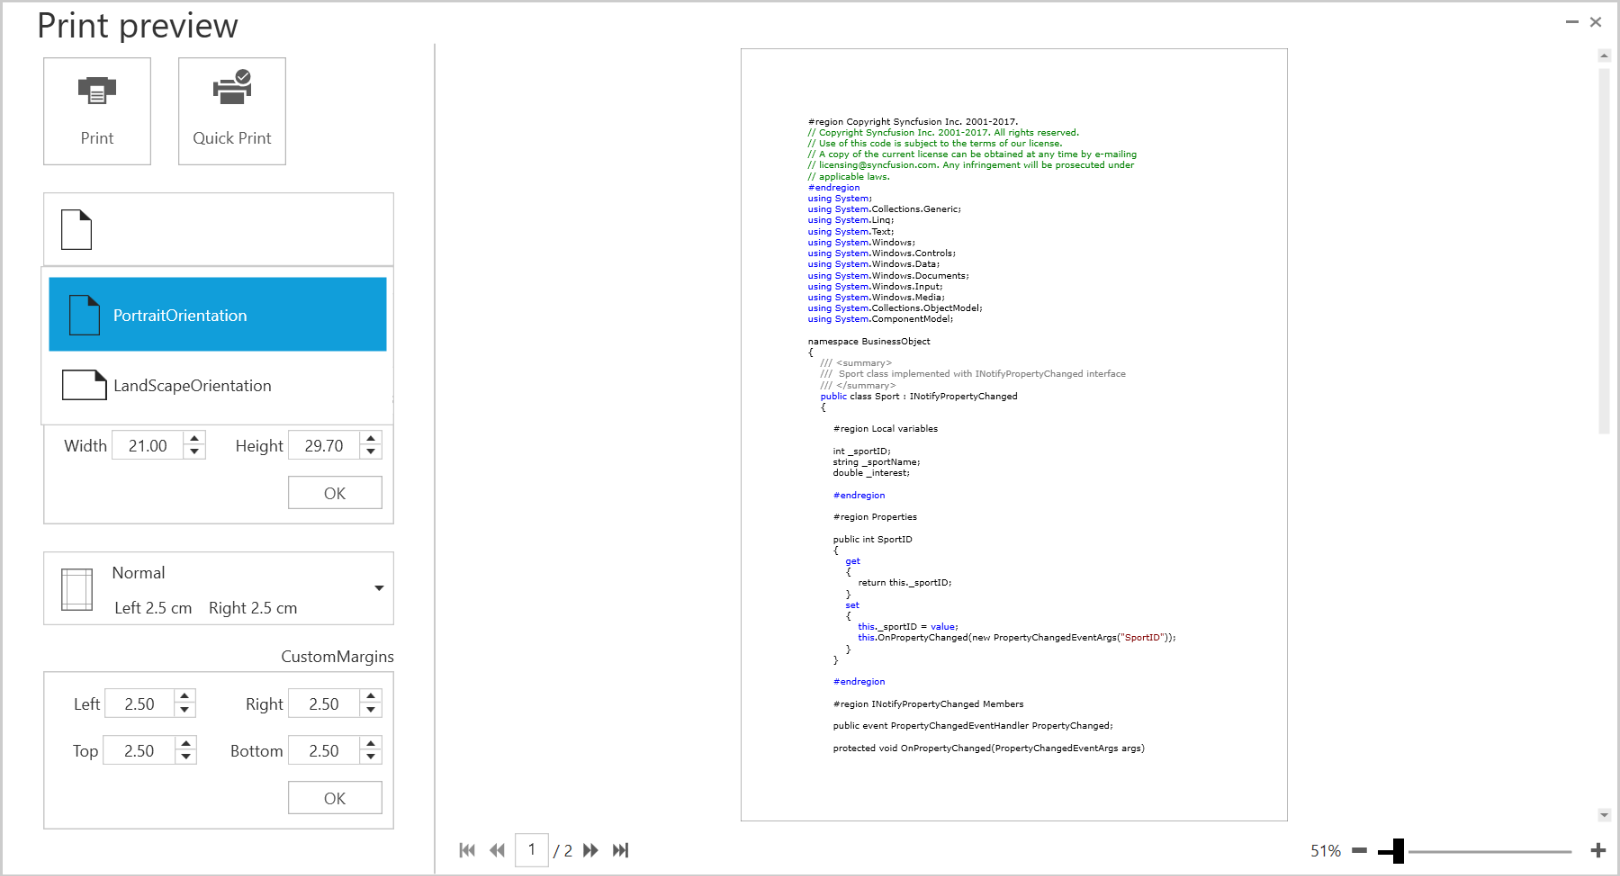 Print preview
Print
Quick Print
PortraitOrientation
LandScapeOrientation
Width 21.00 Height 29.70
OK
Normal
Left 2.5 cm Right 2.5 cm
CustomMargins
Left 2.50 Right 2.50
Top 2.50 Bottom 2.50
OK
#region Copyright Syncfusion Inc. 2001-2017.
// Copyright Syncfusion Inc. 2001-2017. All rights reserved.
// Use of this code is subject to the terms of our license.
// A copy of the current license can be obtained at any time by e-mailing
// licensing@syncfusion.com. Any infringement will be prosecuted under
// applicable laws.
#endregion
using System;
using System.Collections.Generic;
using System.Linq;
using System.Text;
using System.Windows;
using System.Windows.Controls;
using System.Windows.Data;
using System.Windows.Documents;
using System.Windows.Input;
using System.Windows.Media;
using System.Collections.ObjectModel;
using System.ComponentModel;
namespace BusinessObject
{
/// <summary>
/// Sport class implemented with INotifyPropertyChanged interface
/// </summary>
public class Sport : INotifyPropertyChanged
{
#region Local variables
int _sportID;
string _sportName;
double _interest;
#endregion
#region Properties
public int SportID
{
get
{
return this._sportID;
}
set
{
this._sportID = value;
this.OnPropertyChanged(new PropertyChangedEventArgs("SportID"));
}
}
#endregion
#region INotifyPropertyChanged Members
public event PropertyChangedEventHandler PropertyChanged;
protected void OnPropertyChanged(PropertyChangedEventArgs args)
1 / 2
51%